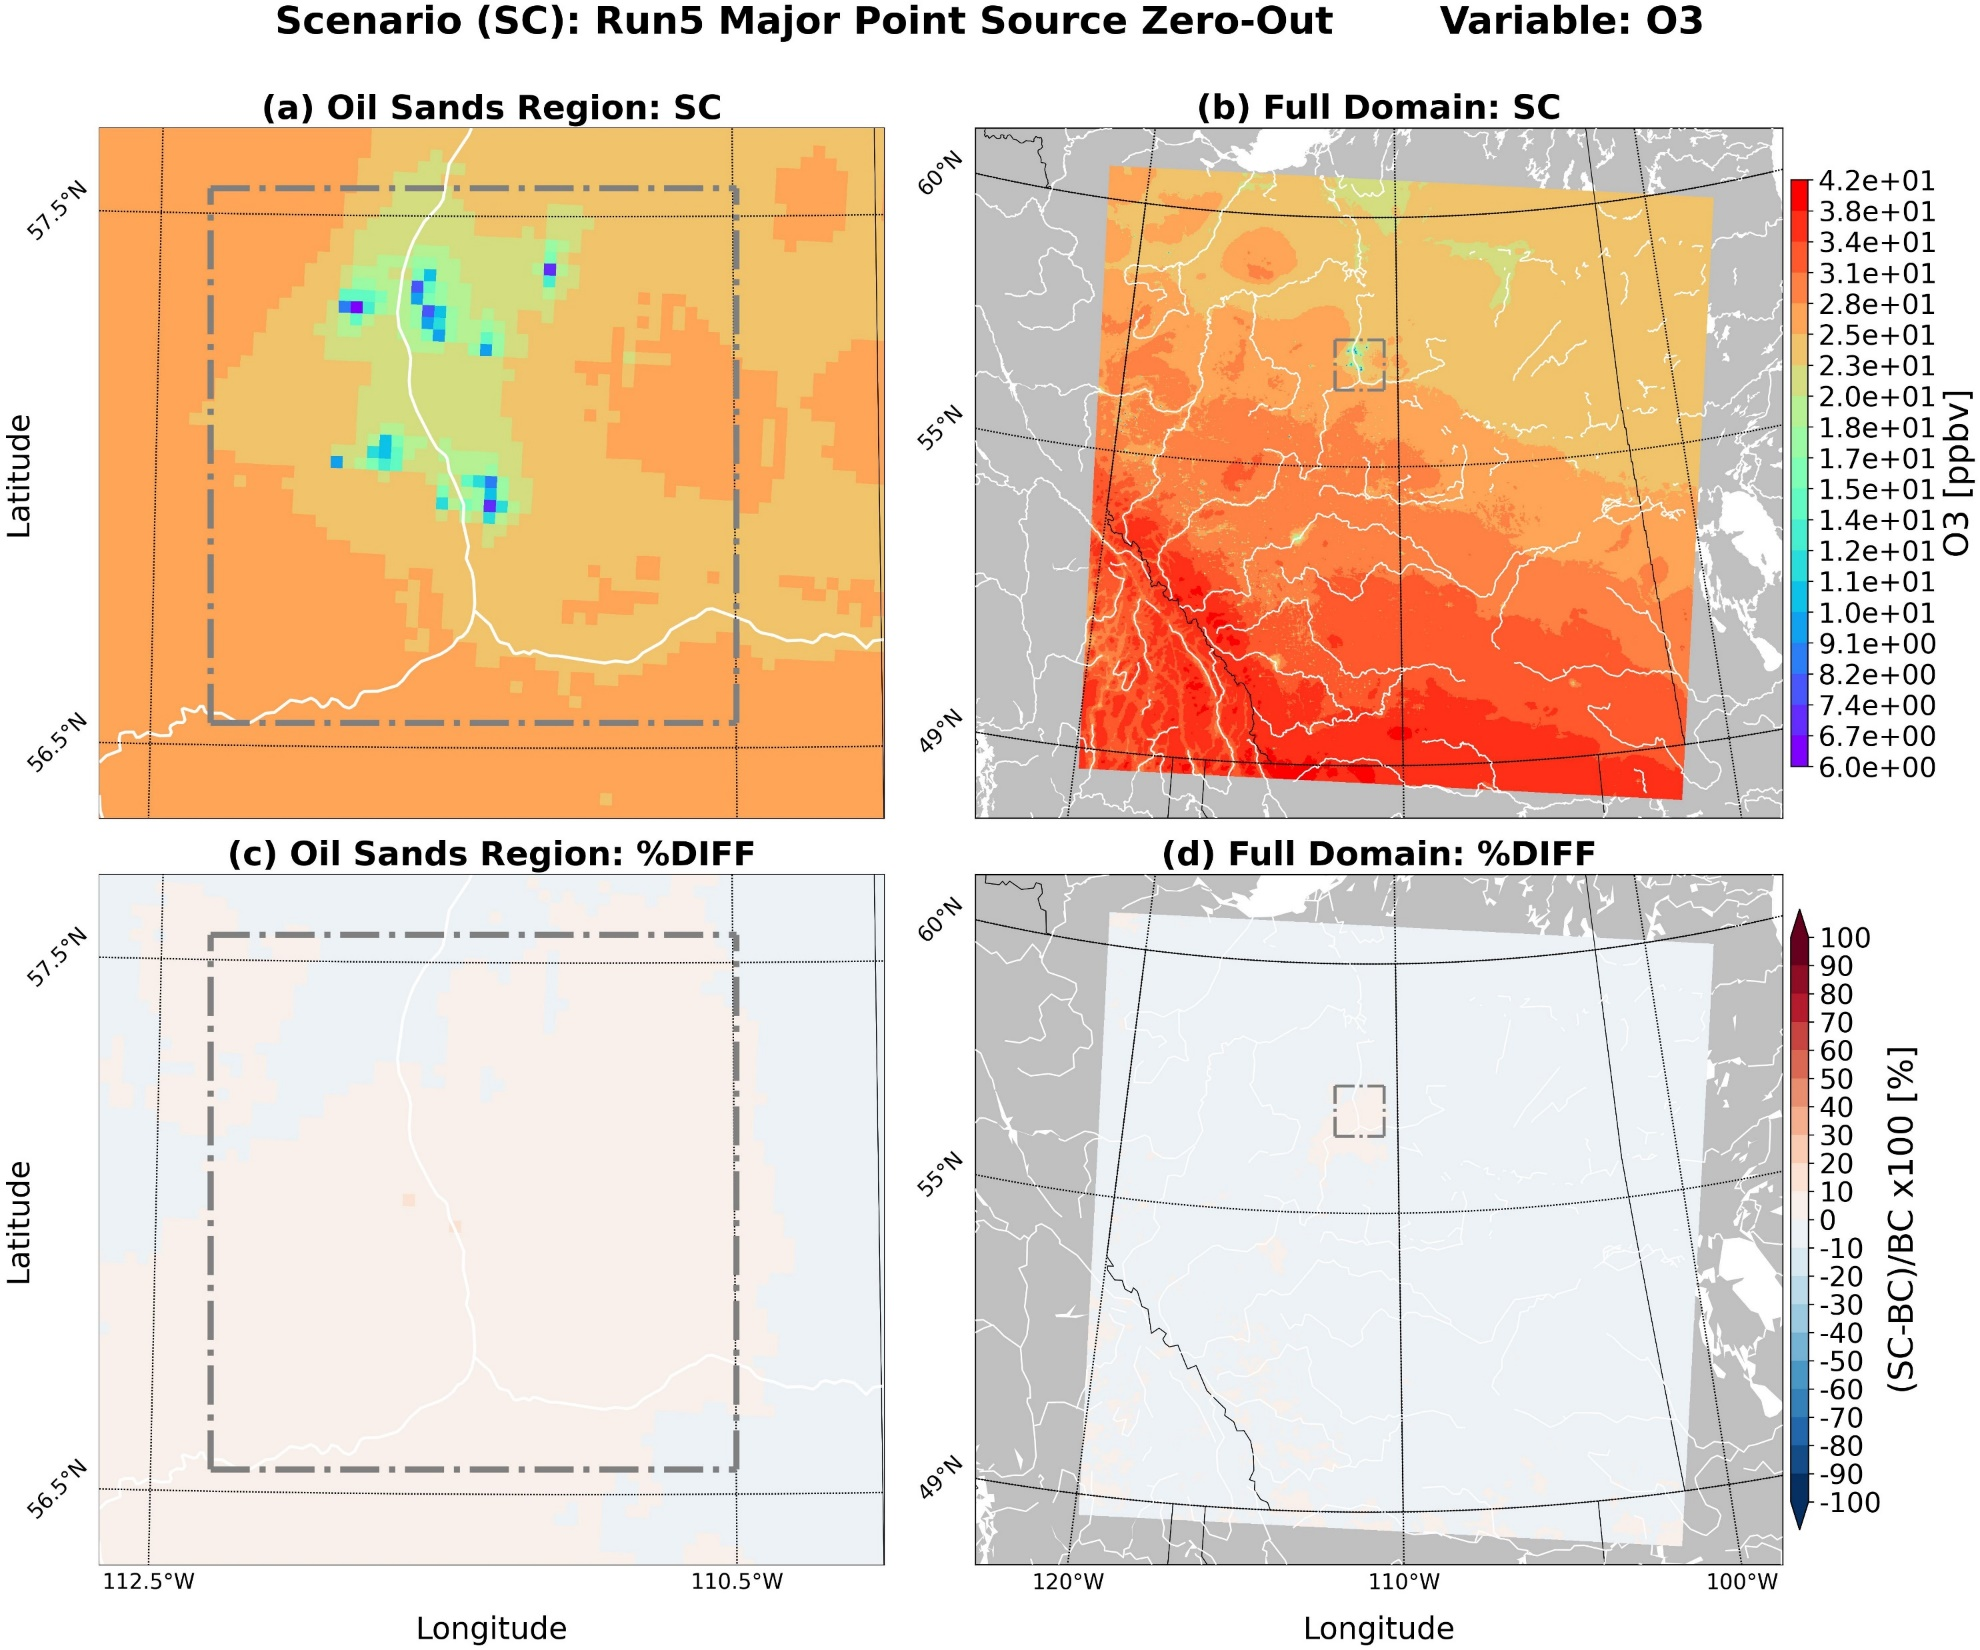 Scenario (SC): Run5 Major Point Source Zero-Out Variable: O3
(a) Oil Sands Region: SC
(b) Full Domain: SC
57.5°N
56.5°N
Latitude
60°N
55°N
49°N
4.2e+01
3.8e+01
3.4e+01
3.1e+01
2.8e+01
2.5e+01
2.3e+01
2.0e+01
1.8e+01
1.7e+01
1.5e+01
1.4e+01
1.2e+01
1.1e+01
1.0e+01
9.1e+00
8.2e+00
7.4e+00
6.7e+00
6.0e+00
O3 [ppbv]
(c) Oil Sands Region: %DIFF
(d) Full Domain: %DIFF
57.5°N
56.5°N
Latitude
112.5°W
110.5°W
Longitude
60°N
55°N
49°N
120°W
110°W
100°W
Longitude
100
90
80
70
60
50
40
30
20
10
0
-10
-20
-30
-40
-50
-60
-70
-80
-90
-100
(SC-BC)/BC x100 [%]